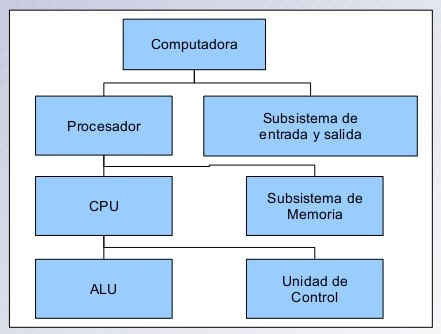 Computadora
Procesador
Subsistema de
entrada y salida
CPU
Subsistema de
Memoria
ALU
Unidad de
Control